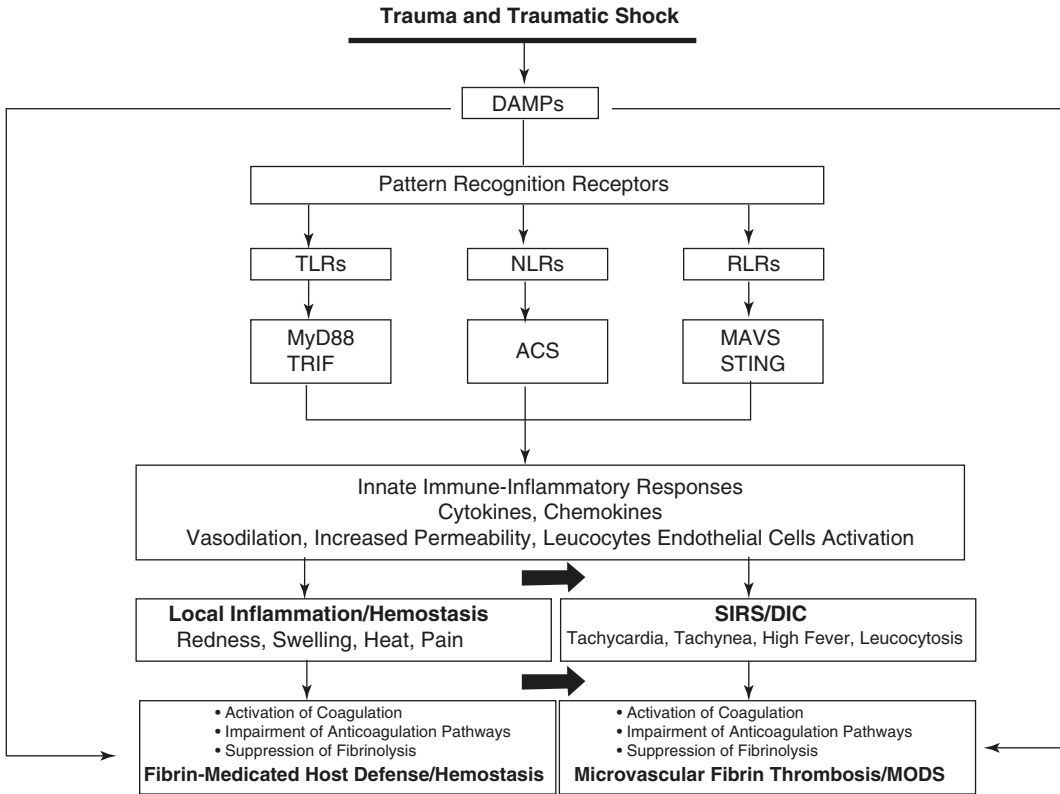 Trauma and Traumatic Shock
DAMPs
Pattern Recognition Receptors
TLRs
NLRs
RLRs
MyD88
TRIF
ACS
MAVS
STING
Innate Immune-Inflammatory Responses
Cytokines, Chemokines
Vasodilation, Increased Permeability, Leucocytes Endothelial Cells Activation
Local Inflammation/Hemostasis
Redness, Swelling, Heat, Pain
SIRS/DIC
Tachycardia, Tachynea, High Fever, Leucocytosis
• Activation of Coagulation
• Impairment of Anticoagulation Pathways
• Suppression of Fibrinolysis
Fibrin-Medicated Host Defense/Hemostasis
• Activation of Coagulation
• Impairment of Anticoagulation Pathways
• Suppression of Fibrinolysis
Microvascular Fibrin Thrombosis/MODS